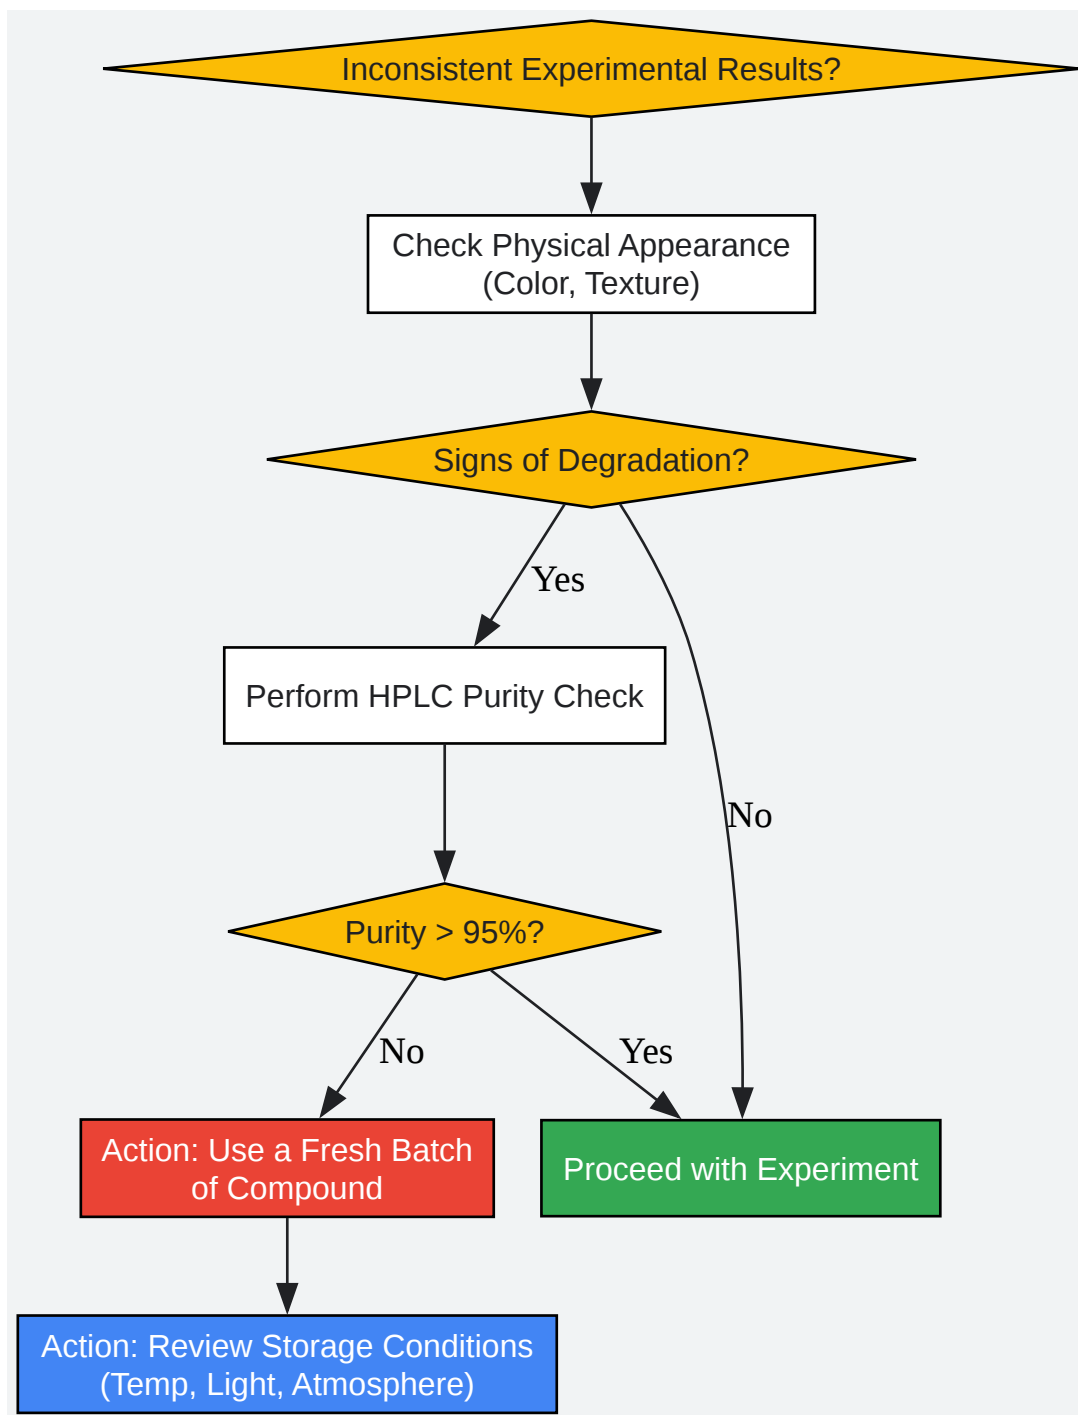 Inconsistent Experimental Results?
Check Physical Appearance
(Color, Texture)
Signs of Degradation?
Yes
Perform HPLC Purity Check
No
Purity > 95%?
No
Yes
Action: Use a Fresh Batch
of Compound
Proceed with Experiment
Action: Review Storage Conditions
(Temp, Light, Atmosphere)